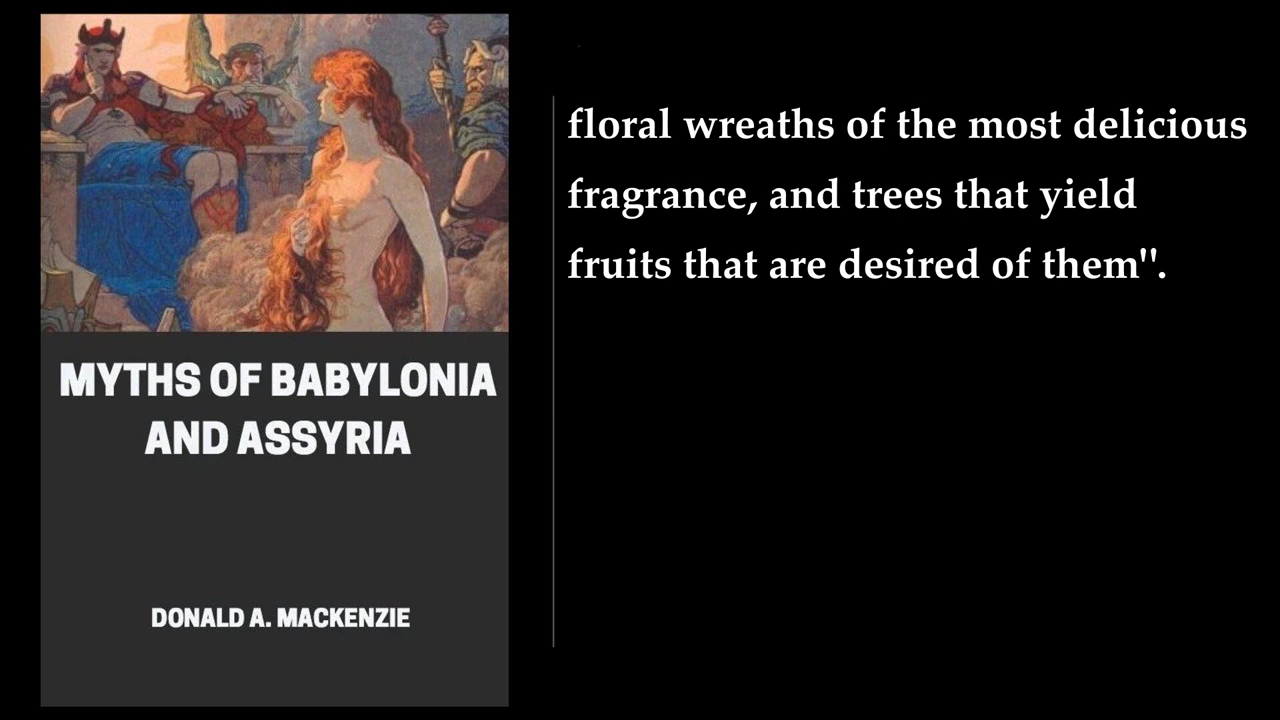 MYTHS OF BABYLONIA
AND ASSYRIA
DONALD A. MACKENZIE
floral wreaths of the most delicious
fragrance, and trees that yield
fruits that are desired of them".